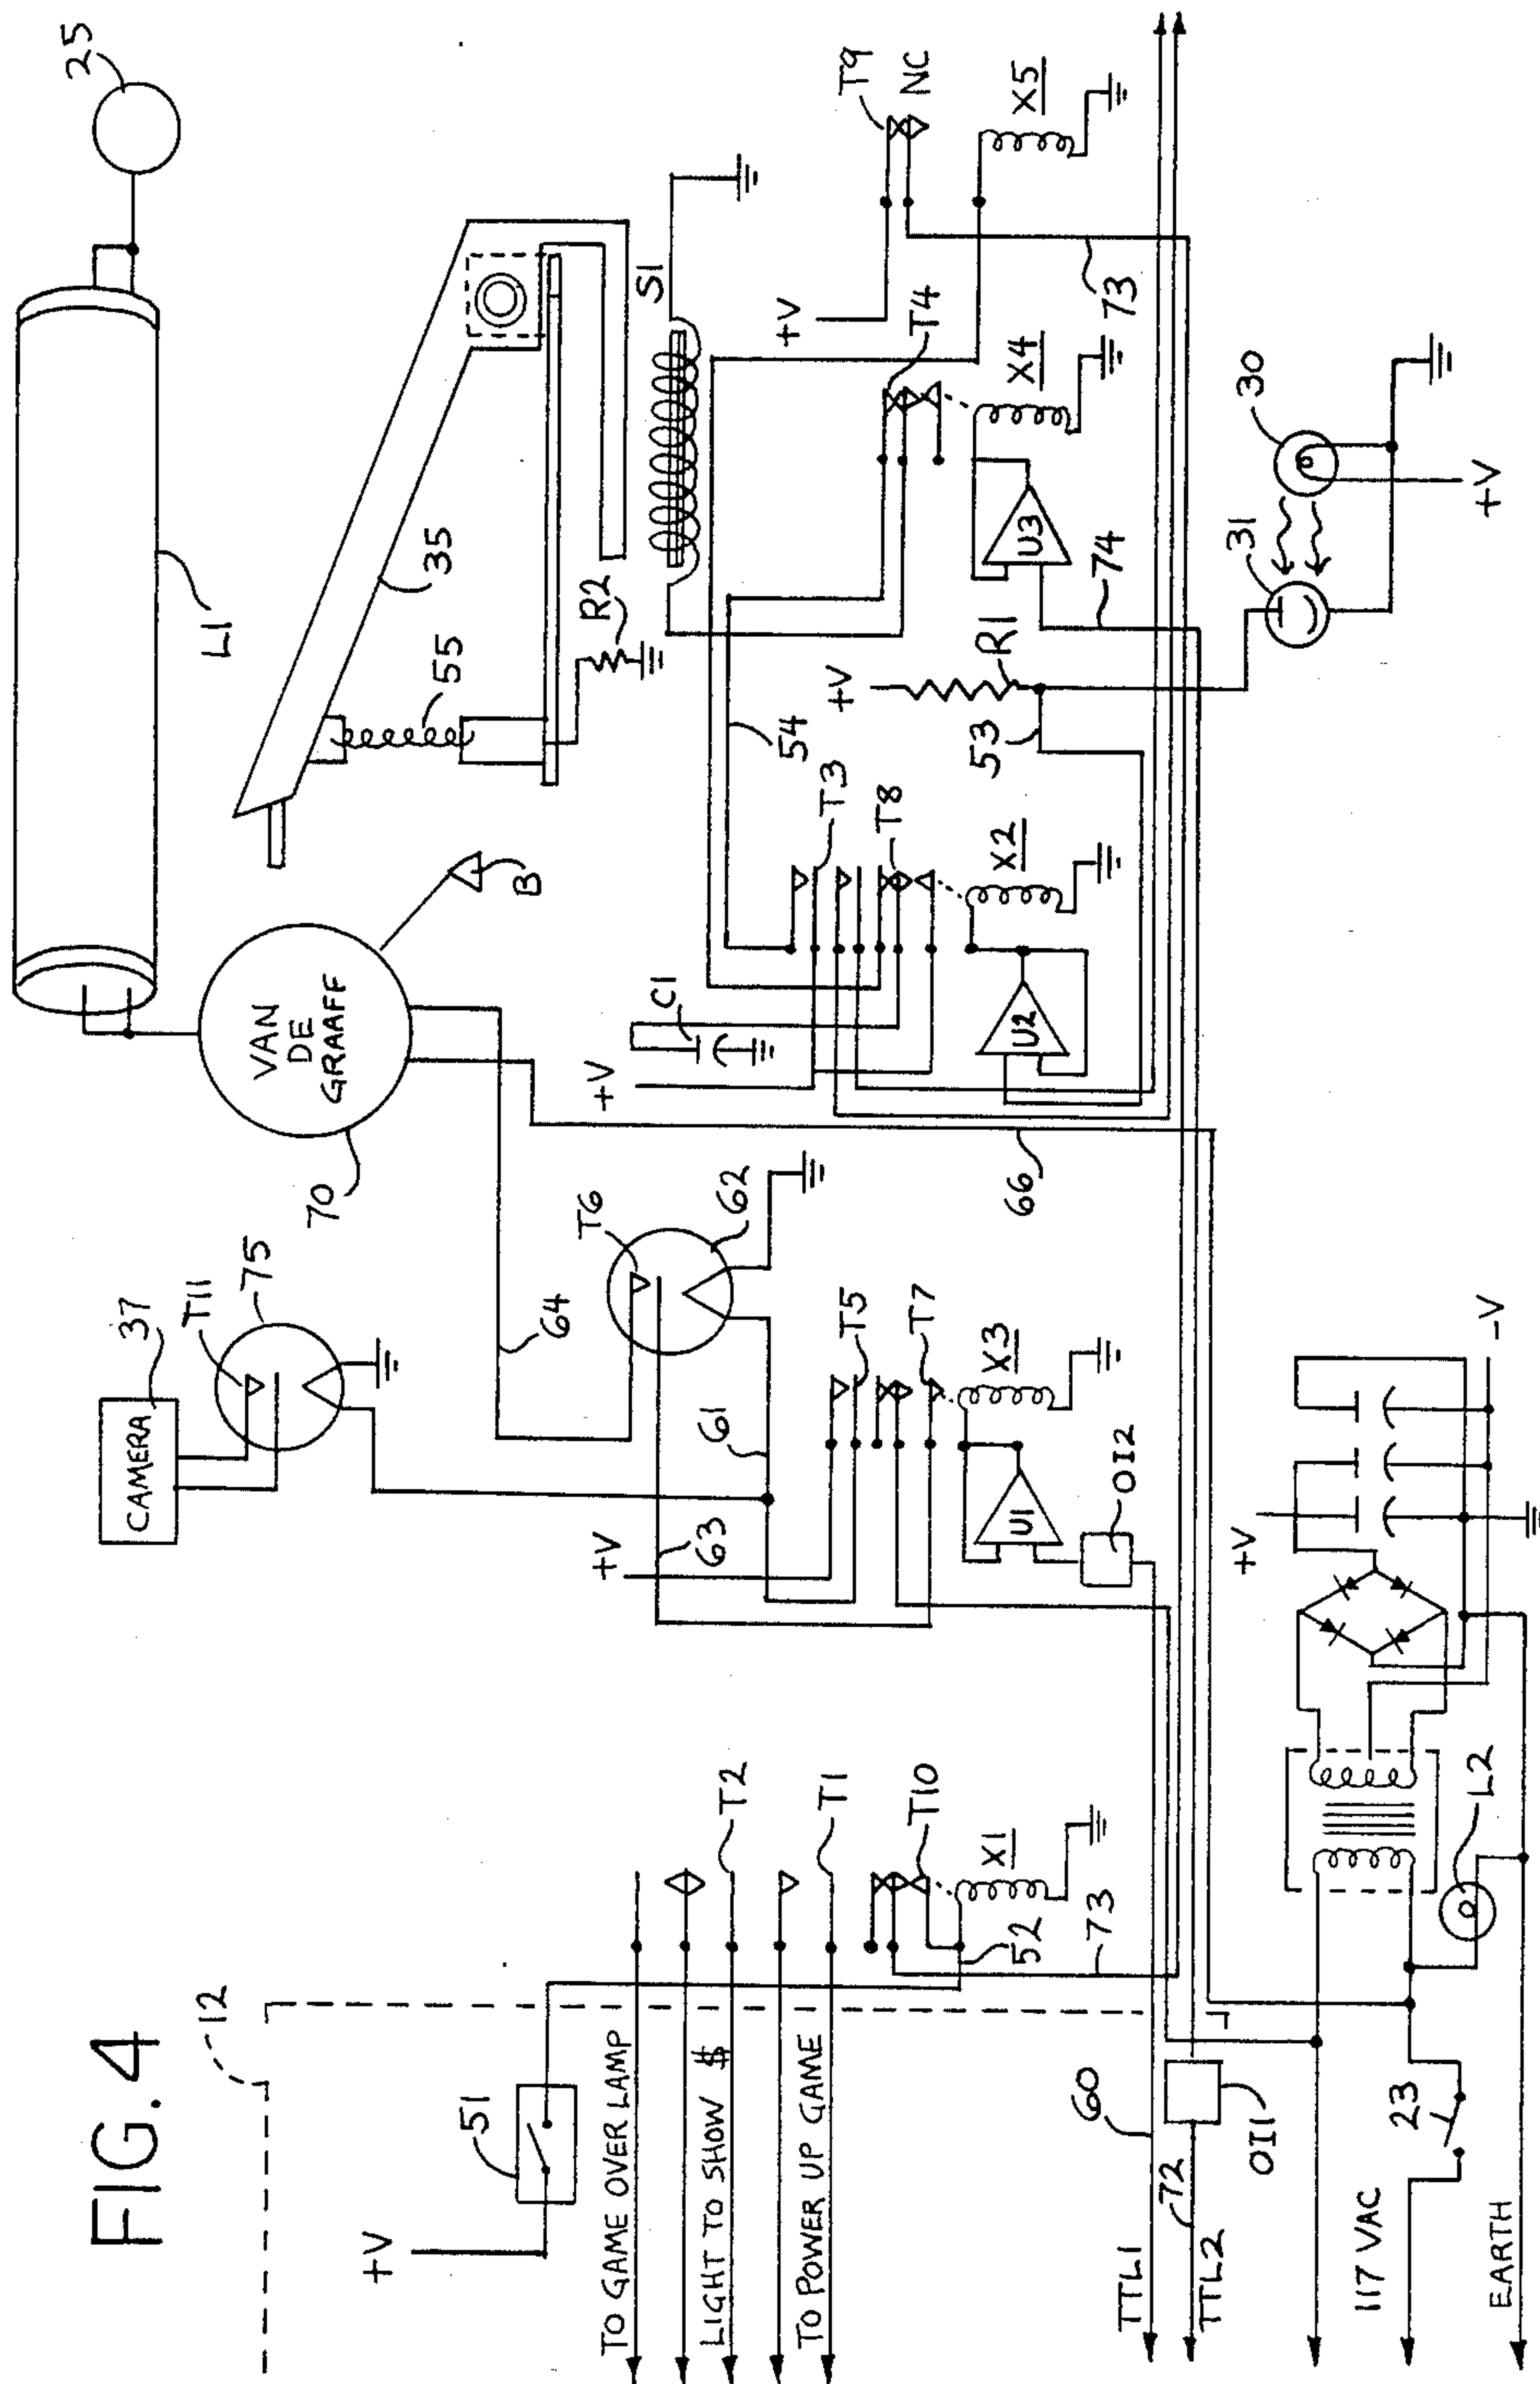 FIG. 4
12
51
+V
TO GAME OVER LAMP
LIGHT TO SHOW $
TO POWER UP GAME
T2
T1
T10
X1
52
73
60
TTL1
72
TTL2
OI1
117 VAC
23
EARTH
L2
CAMERA
37
T11
75
64
T6
62
61
63
+V
T5
T7
X3
U1
OI2
+V
-V
VAN
DE
GRAAFF
70
B
66
L1
25
35
55
R2
S1
C1
+V
54
T3
T8
X2
U2
+V
R1
53
74
U3
T4
X4
+V
T9
NC
X5
73
31
30
+V